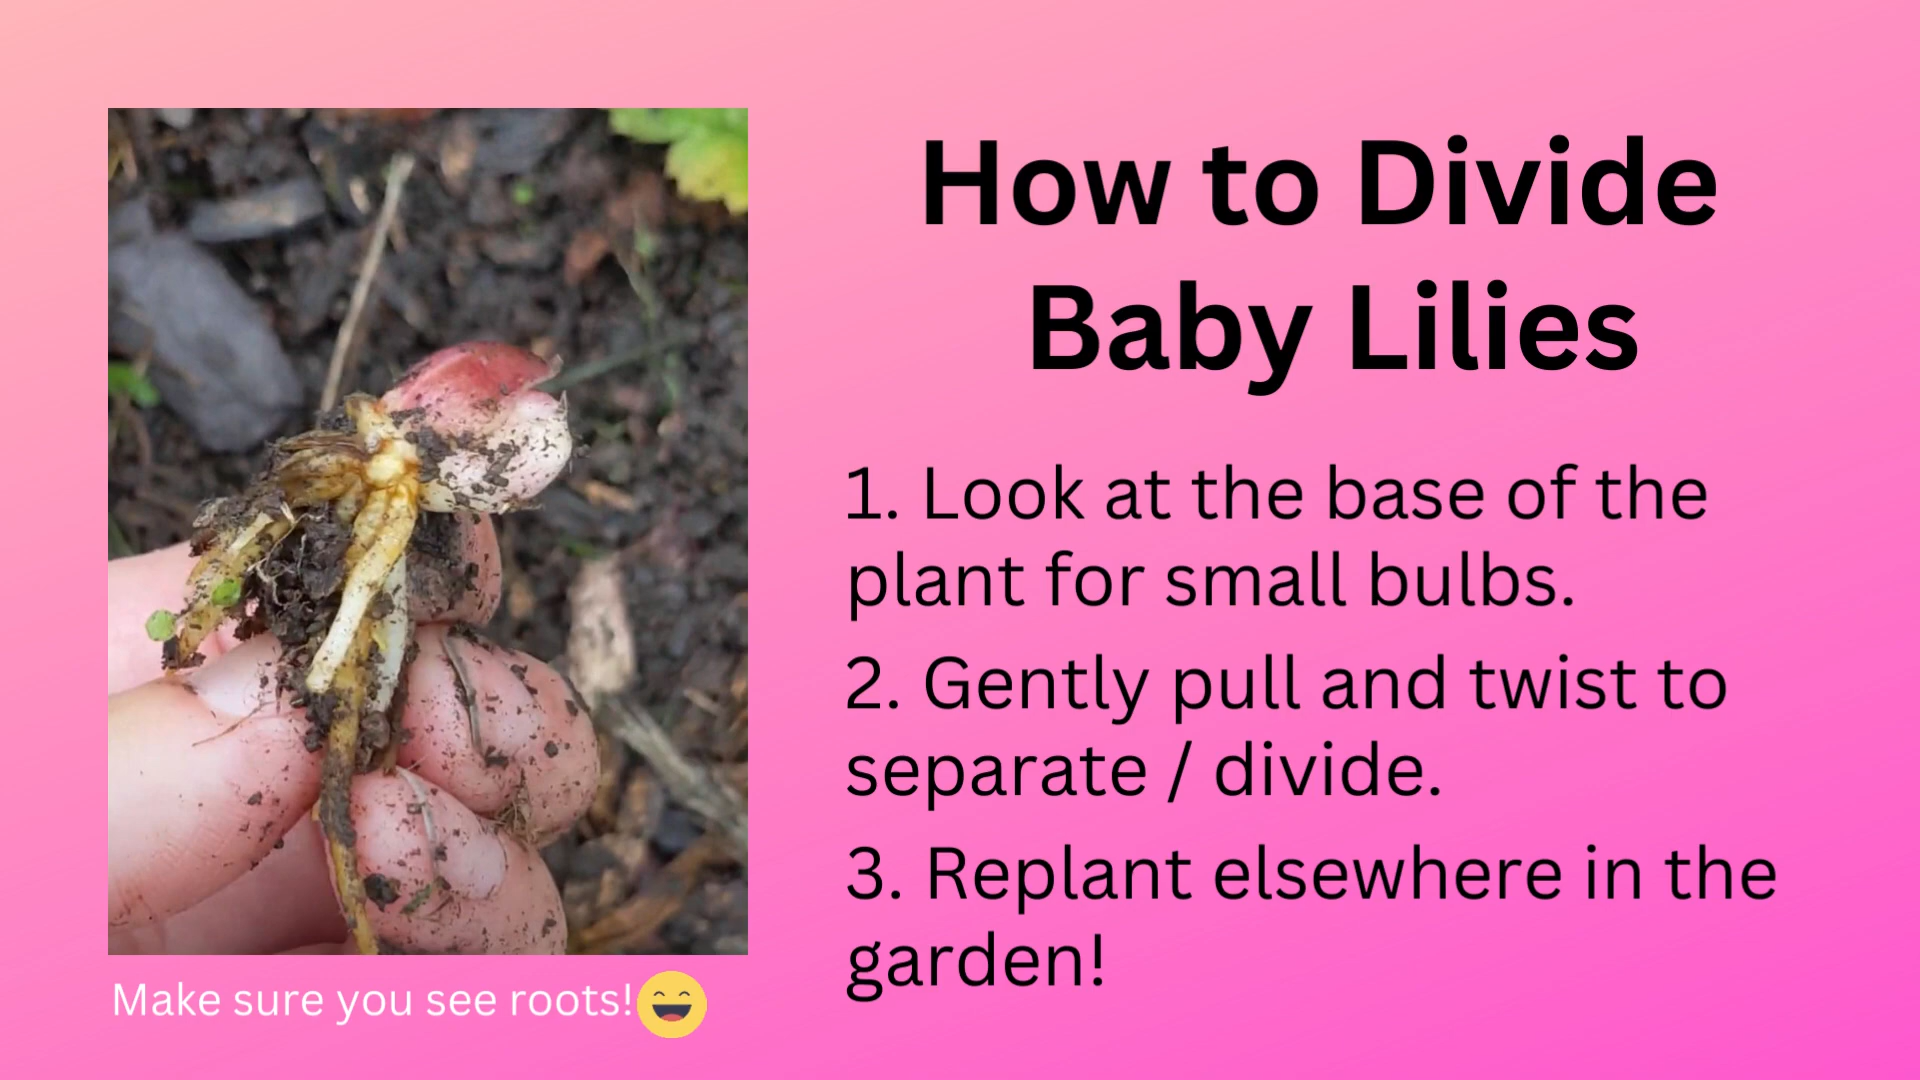 How to Divide
Baby Lilies
1. Look at the base of the
plant for small bulbs.
2. Gently pull and twist to
separate / divide.
3. Replant elsewhere in the
garden!
Make sure you see roots!😄